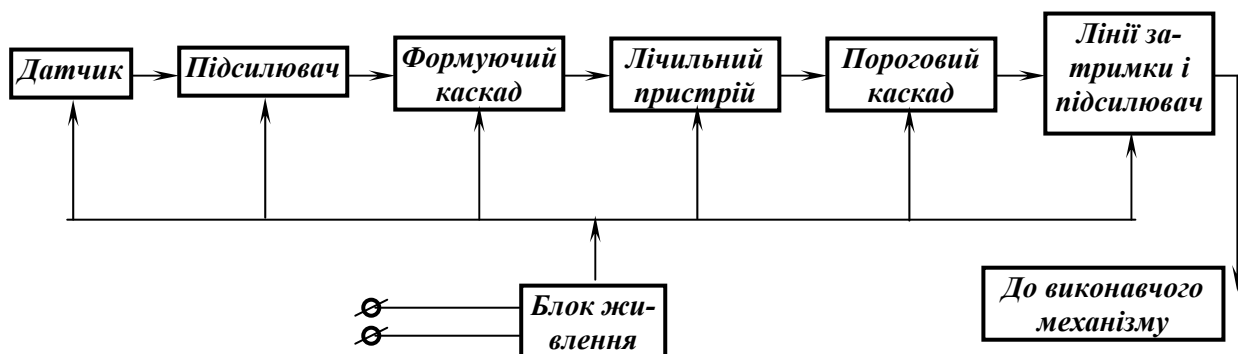 Датчик
Підсилювач
Формуючий
каскад
Лічильний
пристрій
Пороговий
каскад
Лінії за-
тримки і
підсилювач
Блок жи-
влення
До виконавчого
механізму